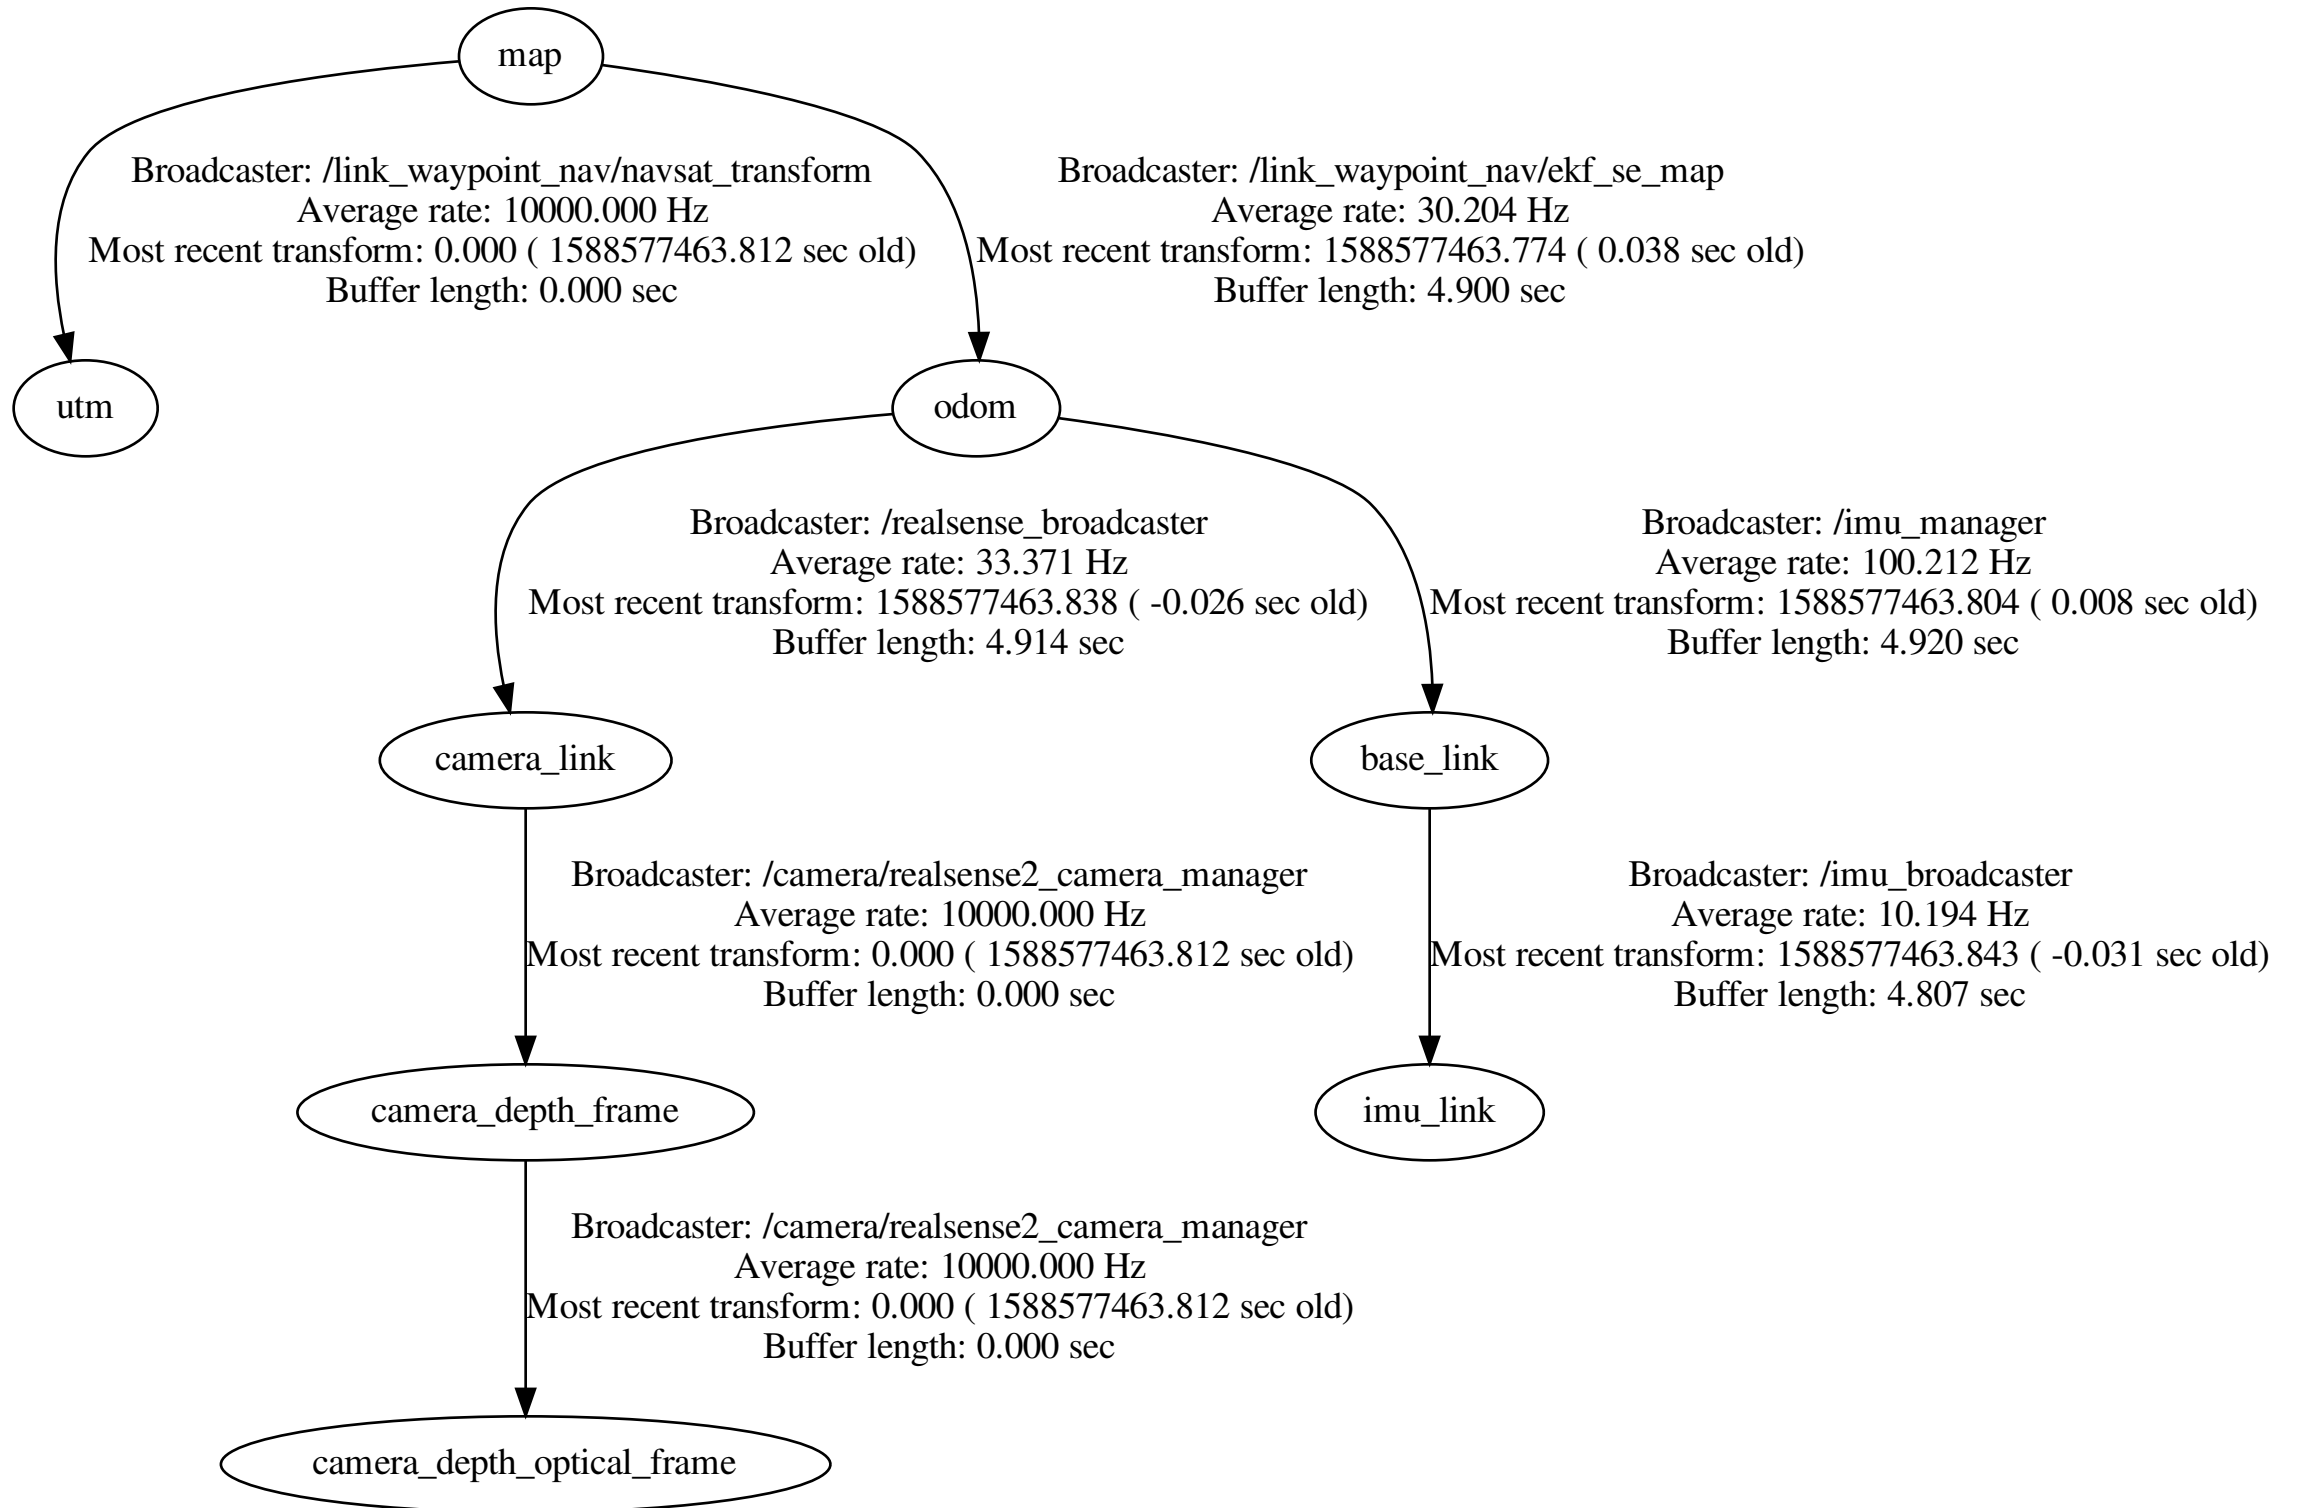 map
Broadcaster: /link_waypoint_nav/navsat_transform
Average rate: 10000.000 Hz
Most recent transform: 0.000 ( 1588577463.812 sec old)
Buffer length: 0.000 sec
Broadcaster: /link_waypoint_nav/ekf_se_map
Average rate: 30.204 Hz
Most recent transform: 1588577463.774 ( 0.038 sec old)
Buffer length: 4.900 sec
utm
odom
Broadcaster: /realsense_broadcaster
Average rate: 33.371 Hz
Most recent transform: 1588577463.838 ( -0.026 sec old)
Buffer length: 4.914 sec
Broadcaster: /imu_manager
Average rate: 100.212 Hz
Most recent transform: 1588577463.804 ( 0.008 sec old)
Buffer length: 4.920 sec
camera_link
base_link
Broadcaster: /camera/realsense2_camera_manager
Average rate: 10000.000 Hz
Most recent transform: 0.000 ( 1588577463.812 sec old)
Buffer length: 0.000 sec
Broadcaster: /imu_broadcaster
Average rate: 10.194 Hz
Most recent transform: 1588577463.843 ( -0.031 sec old)
Buffer length: 4.807 sec
camera_depth_frame
imu_link
Broadcaster: /camera/realsense2_camera_manager
Average rate: 10000.000 Hz
Most recent transform: 0.000 ( 1588577463.812 sec old)
Buffer length: 0.000 sec
camera_depth_optical_frame